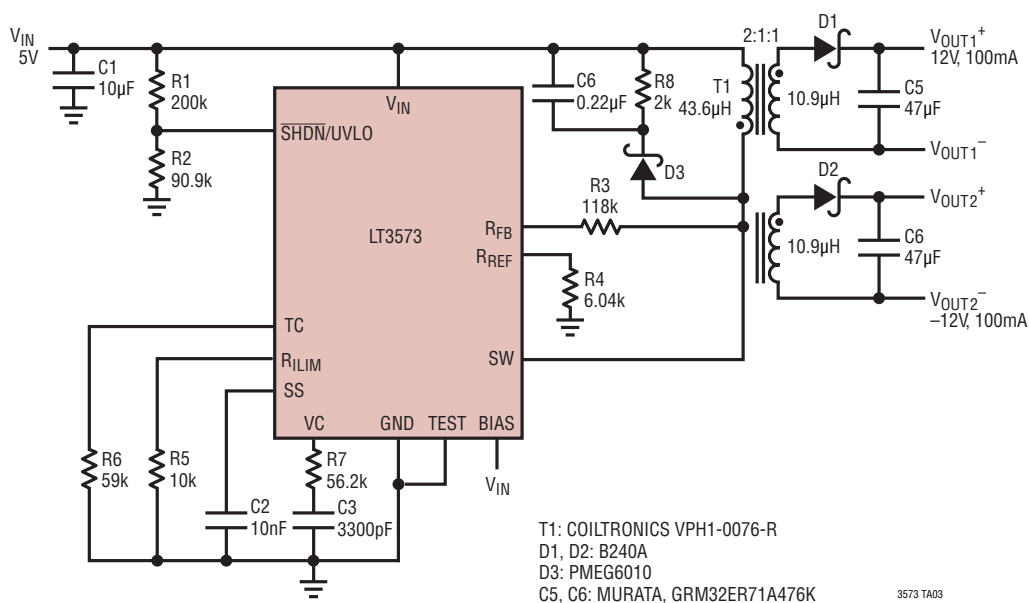 VIN
5V
C1
10µF
R1
200k
R2
90.9k
VIN
SHDN/UVLO
LT3573
RFB
RREF
TC
RILIM
SS
SW
VC
GND
TEST
BIAS
VIN
C6
0.22µF
R8
2k
D3
R3
118k
R4
6.04k
2:1:1
T1
43.6µH
10.9µH
10.9µH
D1
VOUT1+
12V, 100mA
C5
47µF
VOUT1–
D2
VOUT2+
C6
47µF
VOUT2–
–12V, 100mA
R6
59k
R5
10k
C2
10nF
R7
56.2k
C3
3300pF
T1: COILTRONICS VPH1-0076-R
D1, D2: B240A
D3: PMEG6010
C5, C6: MURATA, GRM32ER71A476K
3573 TA03